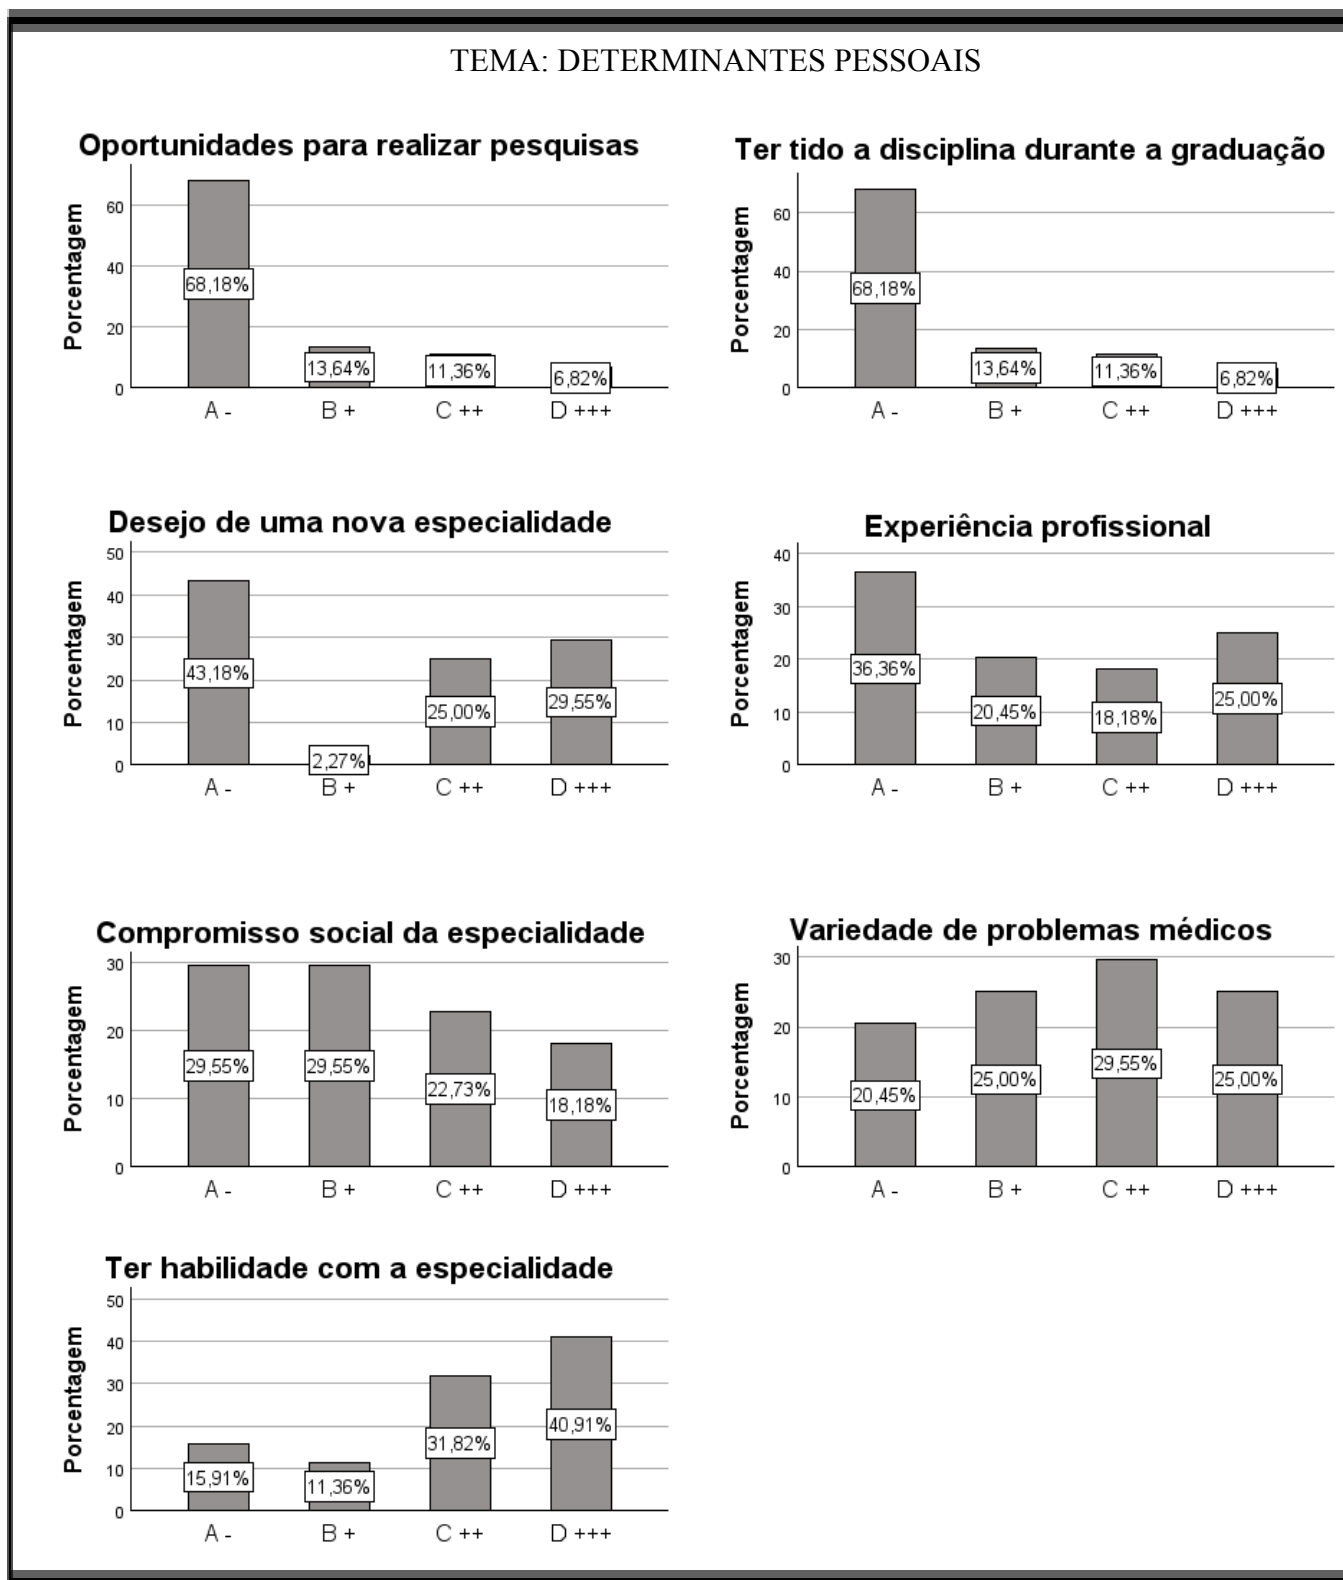 TEMA: DETERMINANTES PESSOAIS
Oportunidades para realizar pesquisas
Porcentagem
60
40
20
0
68,18%
13,64%
11,36%
6,82%
A -
B +
C ++
D +++
Ter tido a disciplina durante a graduação
Porcentagem
60
40
20
0
68,18%
13,64%
11,36%
6,82%
A -
B +
C ++
D +++
Desejo de uma nova especialidade
Porcentagem
50
40
30
20
10
0
43,18%
2,27%
25,00%
29,55%
A -
B +
C ++
D +++
Experiência profissional
Porcentagem
40
30
20
10
0
36,36%
20,45%
18,18%
25,00%
A -
B +
C ++
D +++
Compromisso social da especialidade
Porcentagem
30
20
10
0
29,55%
29,55%
22,73%
18,18%
A -
B +
C ++
D +++
Variedade de problemas médicos
Porcentagem
30
20
10
0
20,45%
25,00%
29,55%
25,00%
A -
B +
C ++
D +++
Ter habilidade com a especialidade
Porcentagem
50
40
30
20
10
0
15,91%
11,36%
31,82%
40,91%
A -
B +
C ++
D +++